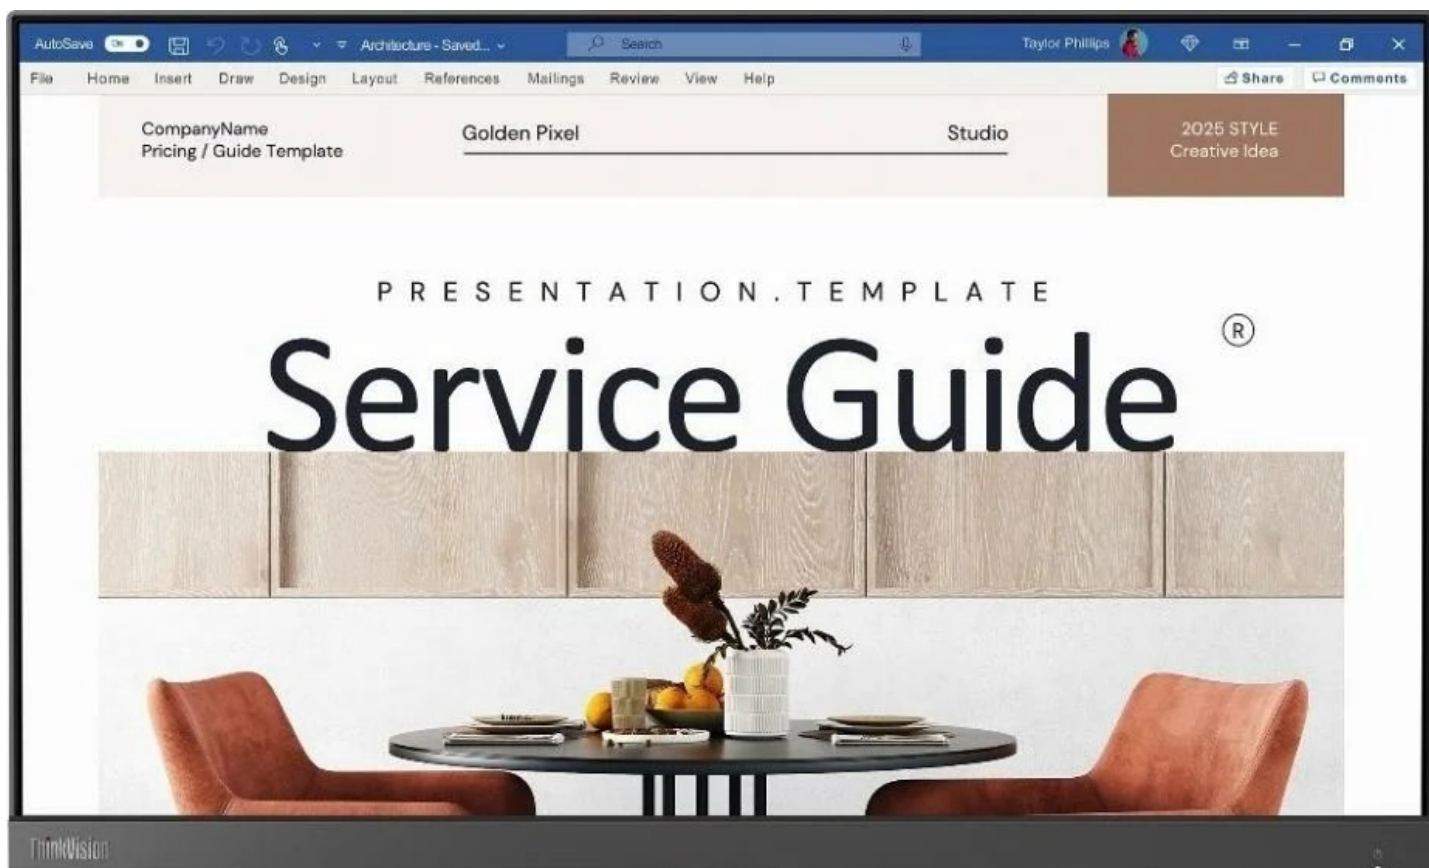 AutoSave On Architecture - Saved... Search Taylor Phillips
File Home Insert Draw Design Layout References Mailings Review View Help Share Comments
CompanyName
Pricing / Guide Template
Golden Pixel Studio
2025 STYLE
Creative Idea
PRESENTATION.TEMPLATE
Service Guide ®
ThinkVision